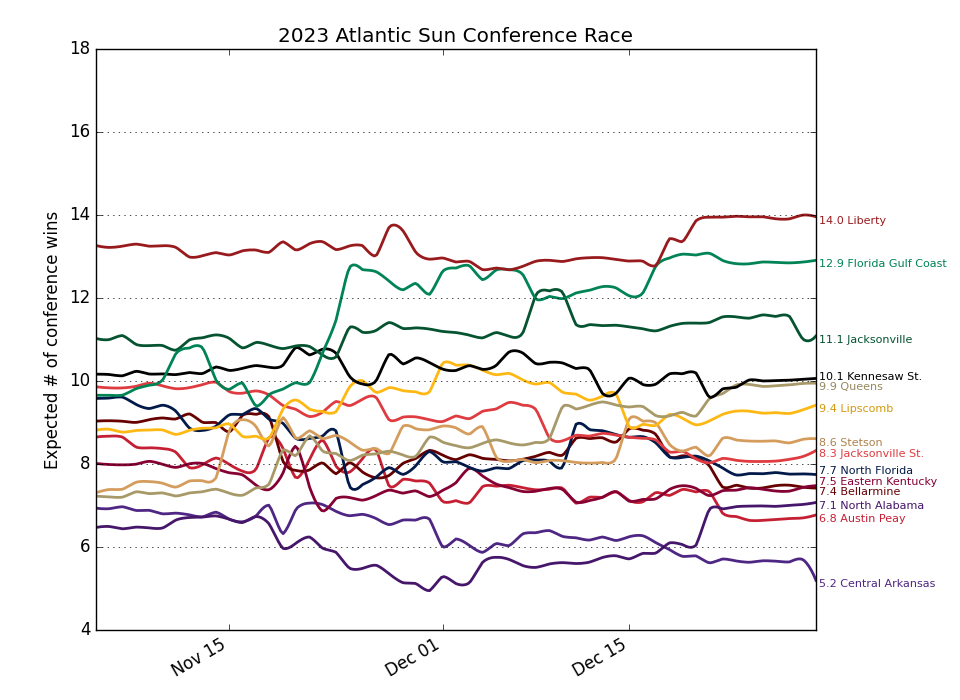 2023 Atlantic Sun Conference Race
Expected # of conference wins
18
16
14
12
10
8
6
4
Nov 15
Dec 01
Dec 15
14.0 Liberty
12.9 Florida Gulf Coast
11.1 Jacksonville
10.1 Kennesaw St.
9.9 Queens
9.4 Lipscomb
8.6 Stetson
8.3 Jacksonville St.
7.7 North Florida
7.5 Eastern Kentucky
7.4 Bellarmine
7.1 North Alabama
6.8 Austin Peay
5.2 Central Arkansas